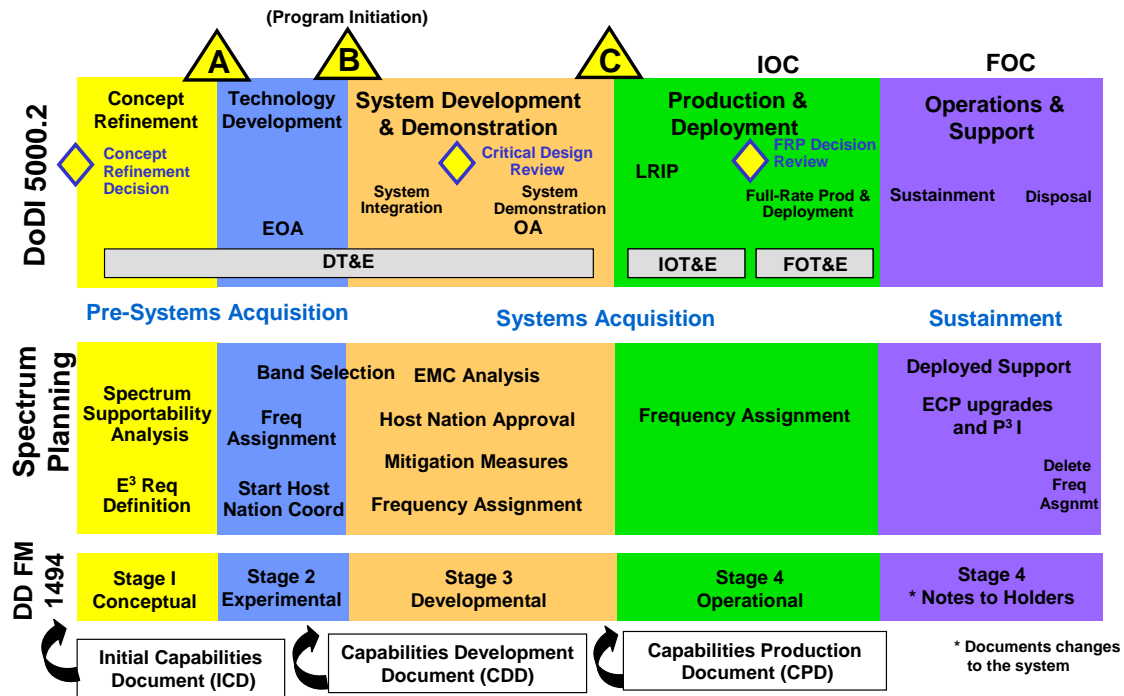 (Program Initiation)
A
B
C
IOC
FOC
DoDI 5000.2
Concept
Refinement
Technology
Development
System Development
& Demonstration
Production &
Deployment
Operations &
Support
Concept
Refinement
Decision
Critical Design
Review
FRP Decision
Review
LRIP
System
Integration
System
Demonstration
OA
EOA
Full-Rate Prod &
Deployment
Sustainment
Disposal
DT&E
IOT&E
FOT&E
Pre-Systems Acquisition
Systems Acquisition
Sustainment
Spectrum
Planning
Spectrum
Supportability
Analysis
E³ Req
Definition
Band Selection
Freq
Assignment
Start Host
Nation Coord
EMC Analysis
Host Nation Approval
Mitigation Measures
Frequency Assignment
Frequency Assignment
Deployed Support
ECP upgrades
and P³ I
Delete
Freq
Asgnmt
DD FM
1494
Stage I
Conceptual
Stage 2
Experimental
Stage 3
Developmental
Stage 4
Operational
Stage 4
* Notes to Holders
Initial Capabilities
Document (ICD)
Capabilities Development
Document (CDD)
Capabilities Production
Document (CPD)
* Documents changes
to the system